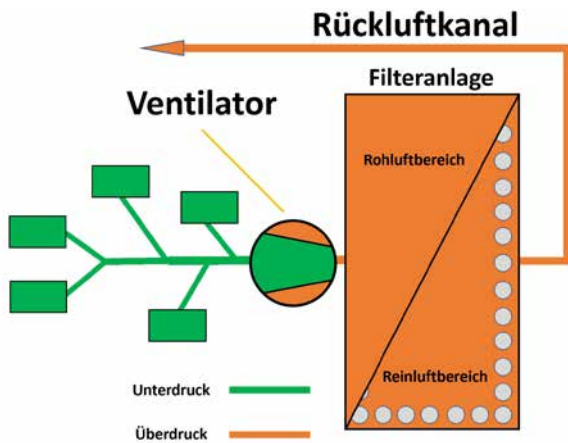 Rückluftkanal
Filteranlage
Ventilator
Rohluftbereich
Reinluftbereich
Unterdruck
Überdruck